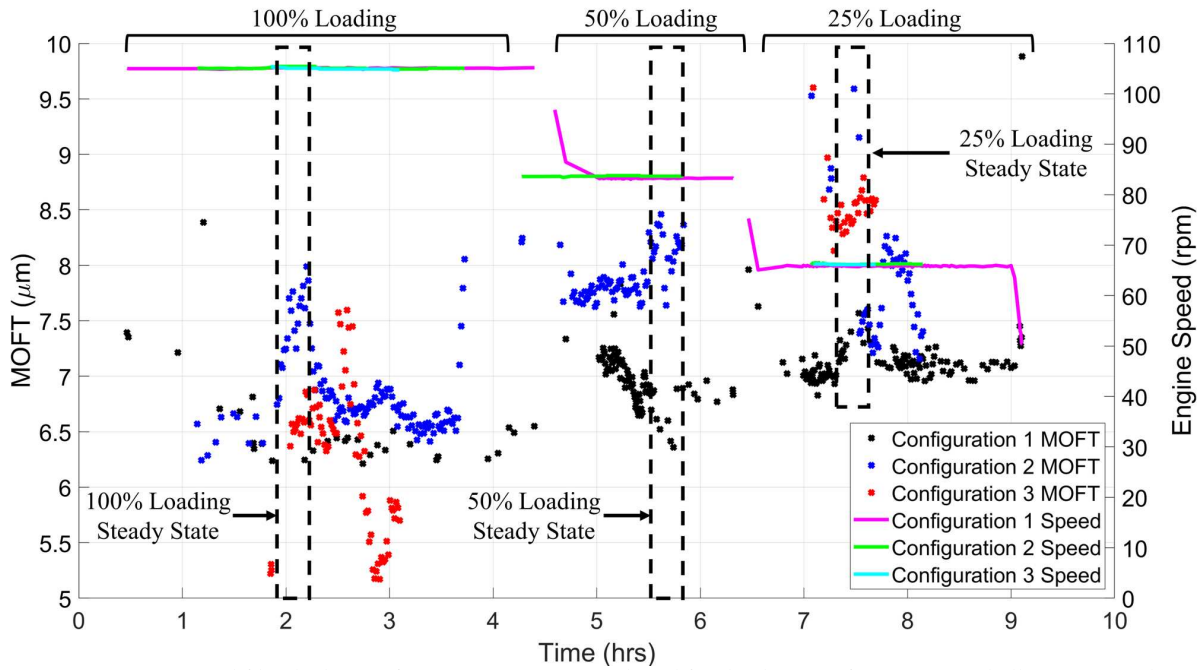 100% Loading
50% Loading
25% Loading
10
9.5
9
8.5
8
7.5
7
6.5
6
5.5
5
MOFT (μm)
110
100
90
80
70
60
50
40
30
20
10
0
Engine Speed (rpm)
25% Loading
Steady State
100% Loading
Steady State
50% Loading
Steady State
Configuration 1 MOFT
Configuration 2 MOFT
Configuration 3 MOFT
Configuration 1 Speed
Configuration 2 Speed
Configuration 3 Speed
0 1 2 3 4 5 6 7 8 9 10
Time (hrs)